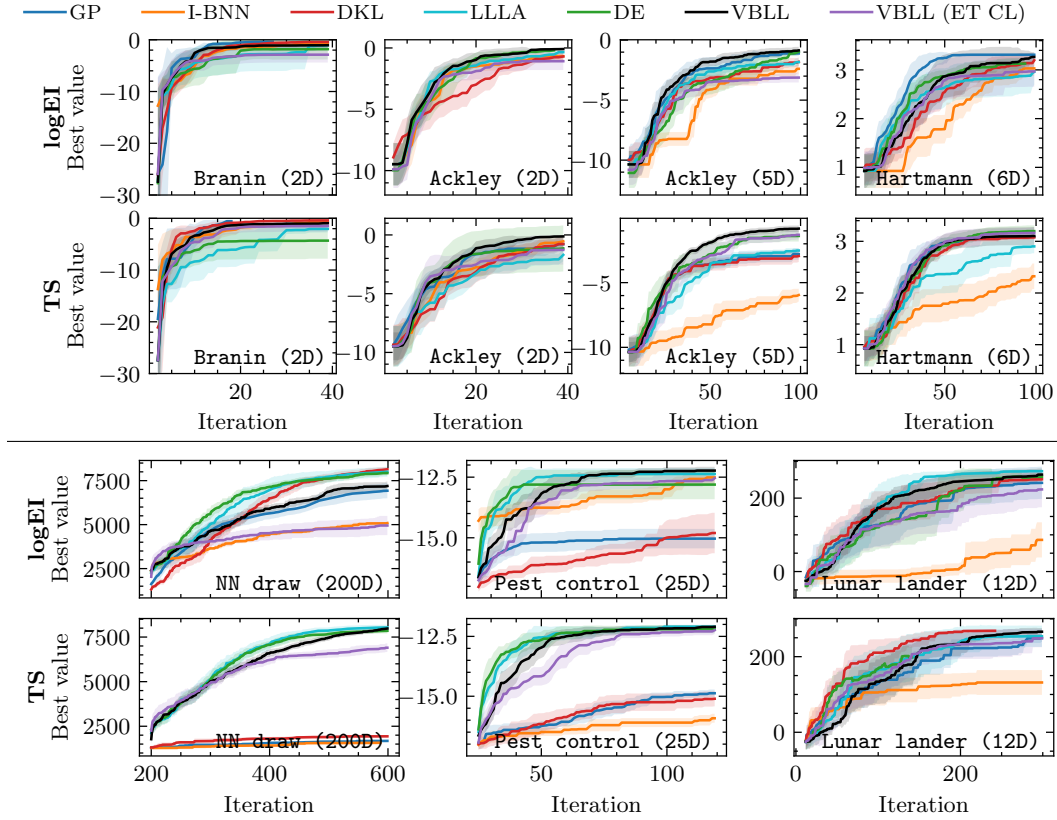 GP I-BNN DKL LLLA DE VBLL VBLL (ET CL)
logEI
Best value
0
−10
−20
−30
Branin (2D)
0
−5
−10
Ackley (2D)
0
−5
−10
Ackley (5D)
3
2
1
Hartmann (6D)
TS
Best value
0
−10
−20
−30
Branin (2D)
20 40
Iteration
0
−5
−10
Ackley (2D)
20 40
Iteration
−5
−10
Ackley (5D)
50 100
Iteration
3
2
1
Hartmann (6D)
50 100
Iteration
logEI
Best value
7500
5000
2500
NN draw (200D)
−12.5
−15.0
Pest control (25D)
200
0
Lunar lander (12D)
TS
Best value
7500
5000
2500
NN draw (200D)
200 400 600
Iteration
−12.5
−15.0
Pest control (25D)
50 100
Iteration
200
0
Lunar lander (12D)
0 200
Iteration